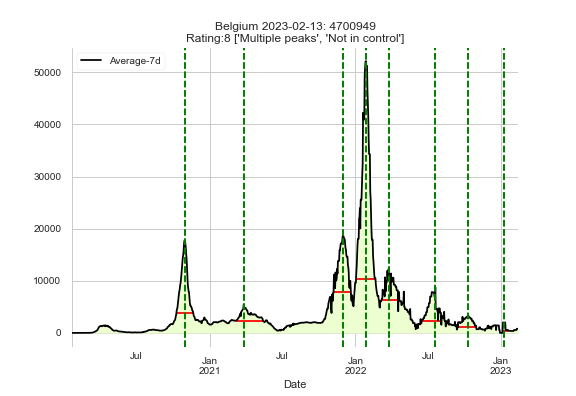 Belgium 2023-02-13: 4700949
Rating:8 ['Multiple peaks', 'Not in control']
Average-7d
50000
40000
30000
20000
10000
0
Jul
Jan
2021
Jul
Jan
2022
Jul
Jan
2023
Date